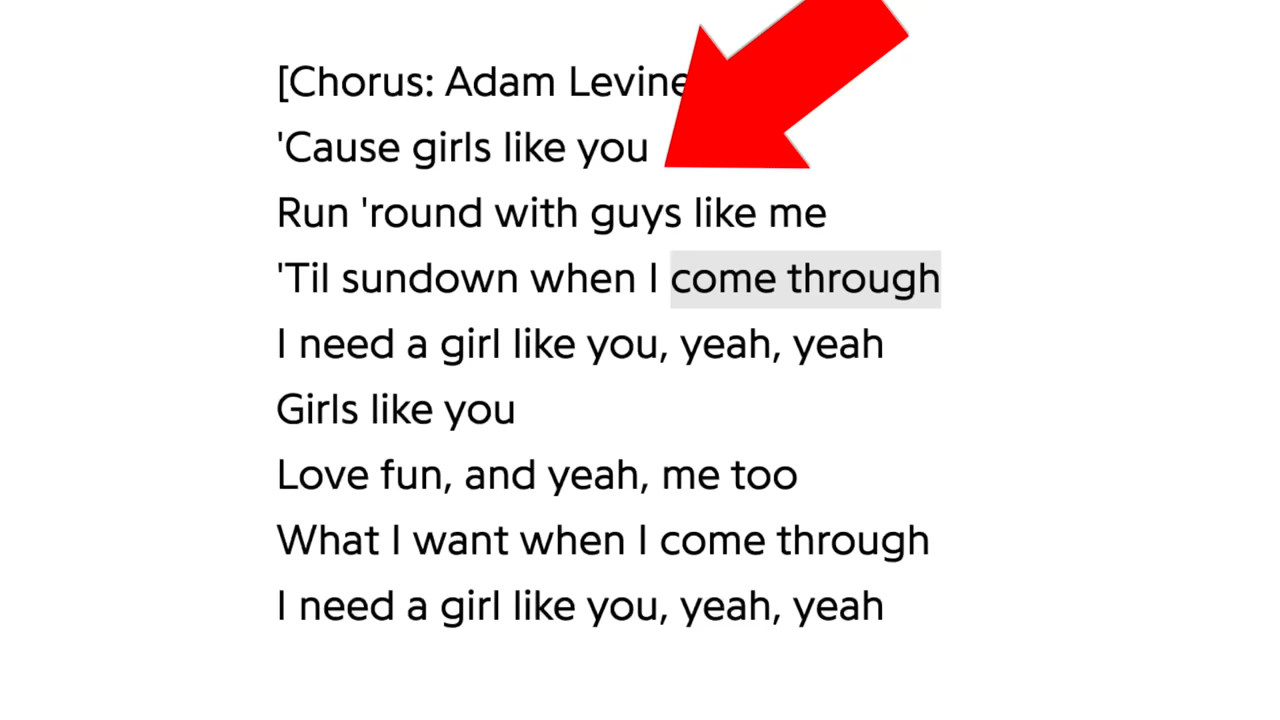 [Chorus: Adam Levine
'Cause girls like you
Run 'round with guys like me
'Til sundown when I come through
I need a girl like you, yeah, yeah
Girls like you
Love fun, and yeah, me too
What I want when I come through
I need a girl like you, yeah, yeah